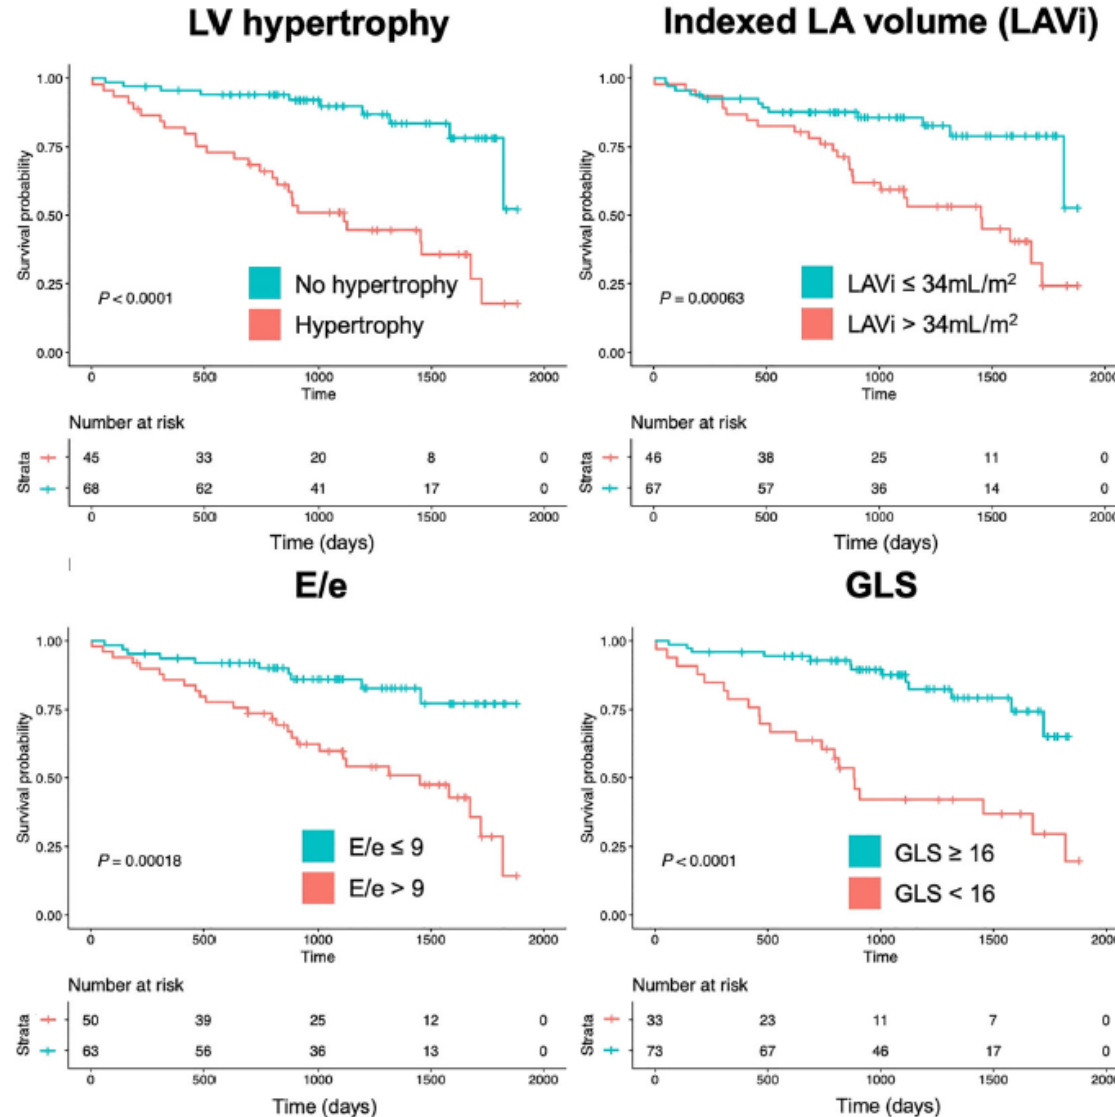 LV hypertrophy
Survival probability
1.00
0.75
0.50
0.25
0.00
P < 0.0001
No hypertrophy
Hypertrophy
0 500 1000 1500 2000
Time
Number at risk
Strata
45 33 20 8 0
68 62 41 17 0
0 500 1000 1500 2000
Time (days)
Indexed LA volume (LAVi)
Survival probability
1.00
0.75
0.50
0.25
0.00
P = 0.00063
LAVi ≤ 34mL/m²
LAVi > 34mL/m²
0 500 1000 1500 2000
Time
Number at risk
Strata
46 38 25 11 0
67 57 36 14 0
0 500 1000 1500 2000
Time (days)
E/e
Survival probability
1.00
0.75
0.50
0.25
0.00
P = 0.00018
E/e ≤ 9
E/e > 9
0 500 1000 1500 2000
Time
Number at risk
Strata
50 39 25 12 0
63 56 36 13 0
0 500 1000 1500 2000
Time (days)
GLS
Survival probability
1.00
0.75
0.50
0.25
0.00
P < 0.0001
GLS ≥ 16
GLS < 16
0 500 1000 1500 2000
Time
Number at risk
Strata
33 23 11 7 0
73 67 46 17 0
0 500 1000 1500 2000
Time (days)